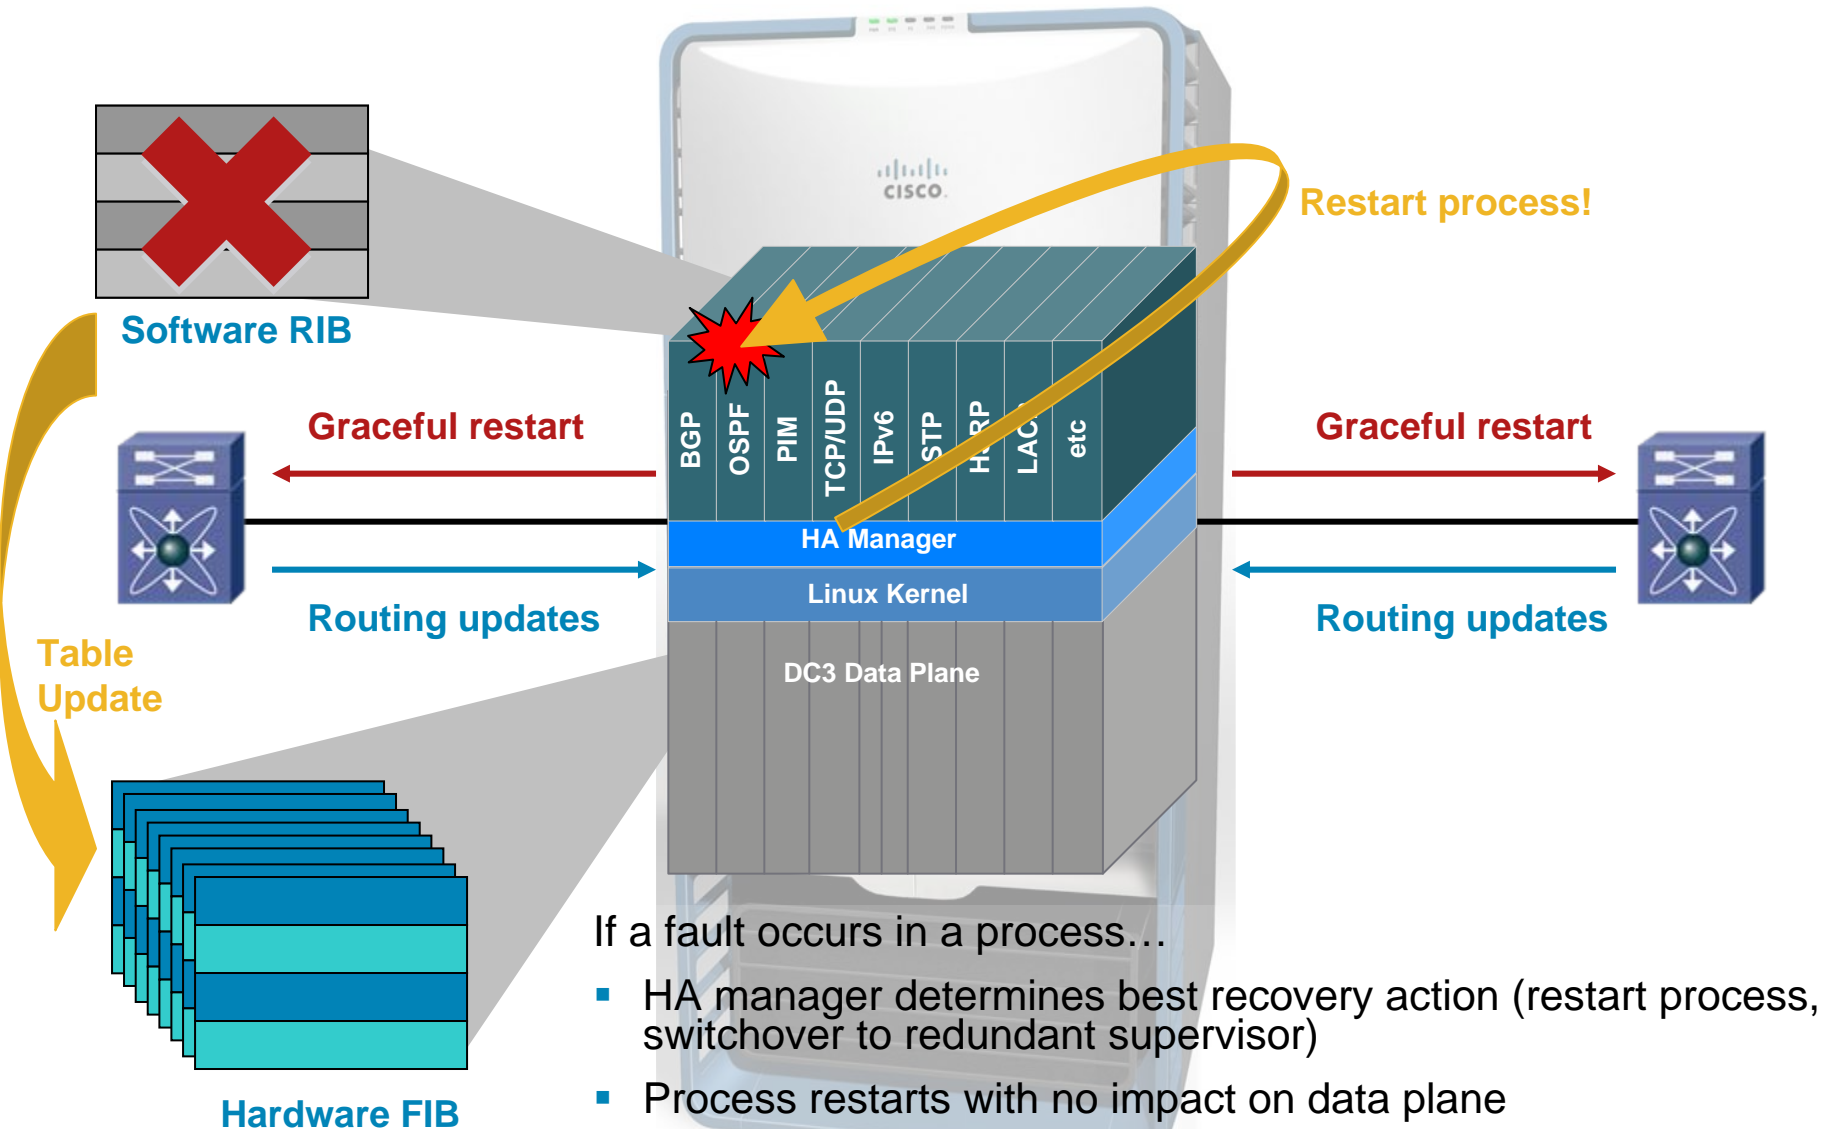 CISCO.
Restart process!
Software RIB
Graceful restart
Graceful restart
BGP
OSPF
PIM
TCP/UDP
IPv6
STP
etc
HA Manager
Linux Kernel
Routing updates
Routing updates
Table
Update
DC3 Data Plane
If a fault occurs in a process…
▪ HA manager determines best recovery action (restart process,
switchover to redundant supervisor)
▪ Process restarts with no impact on data plane
Hardware FIB